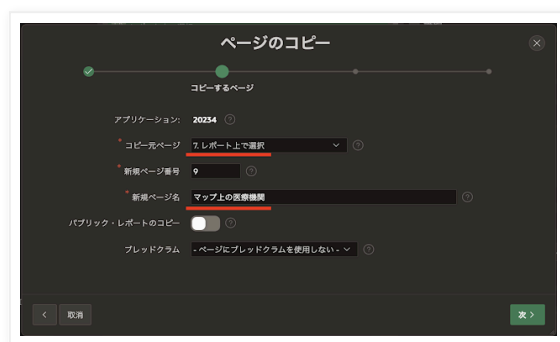 ページのコピー
コピーするページ
アプリケーション: 20234
* コピー元ページ 7. レポート上で選択
* 新規ページ番号 9
* 新規ページ名 マップ上の医療機関
パブリック・レポートのコピー
ブレッドクラム - ページにブレッドクラムを使用しない -
取消 次 >